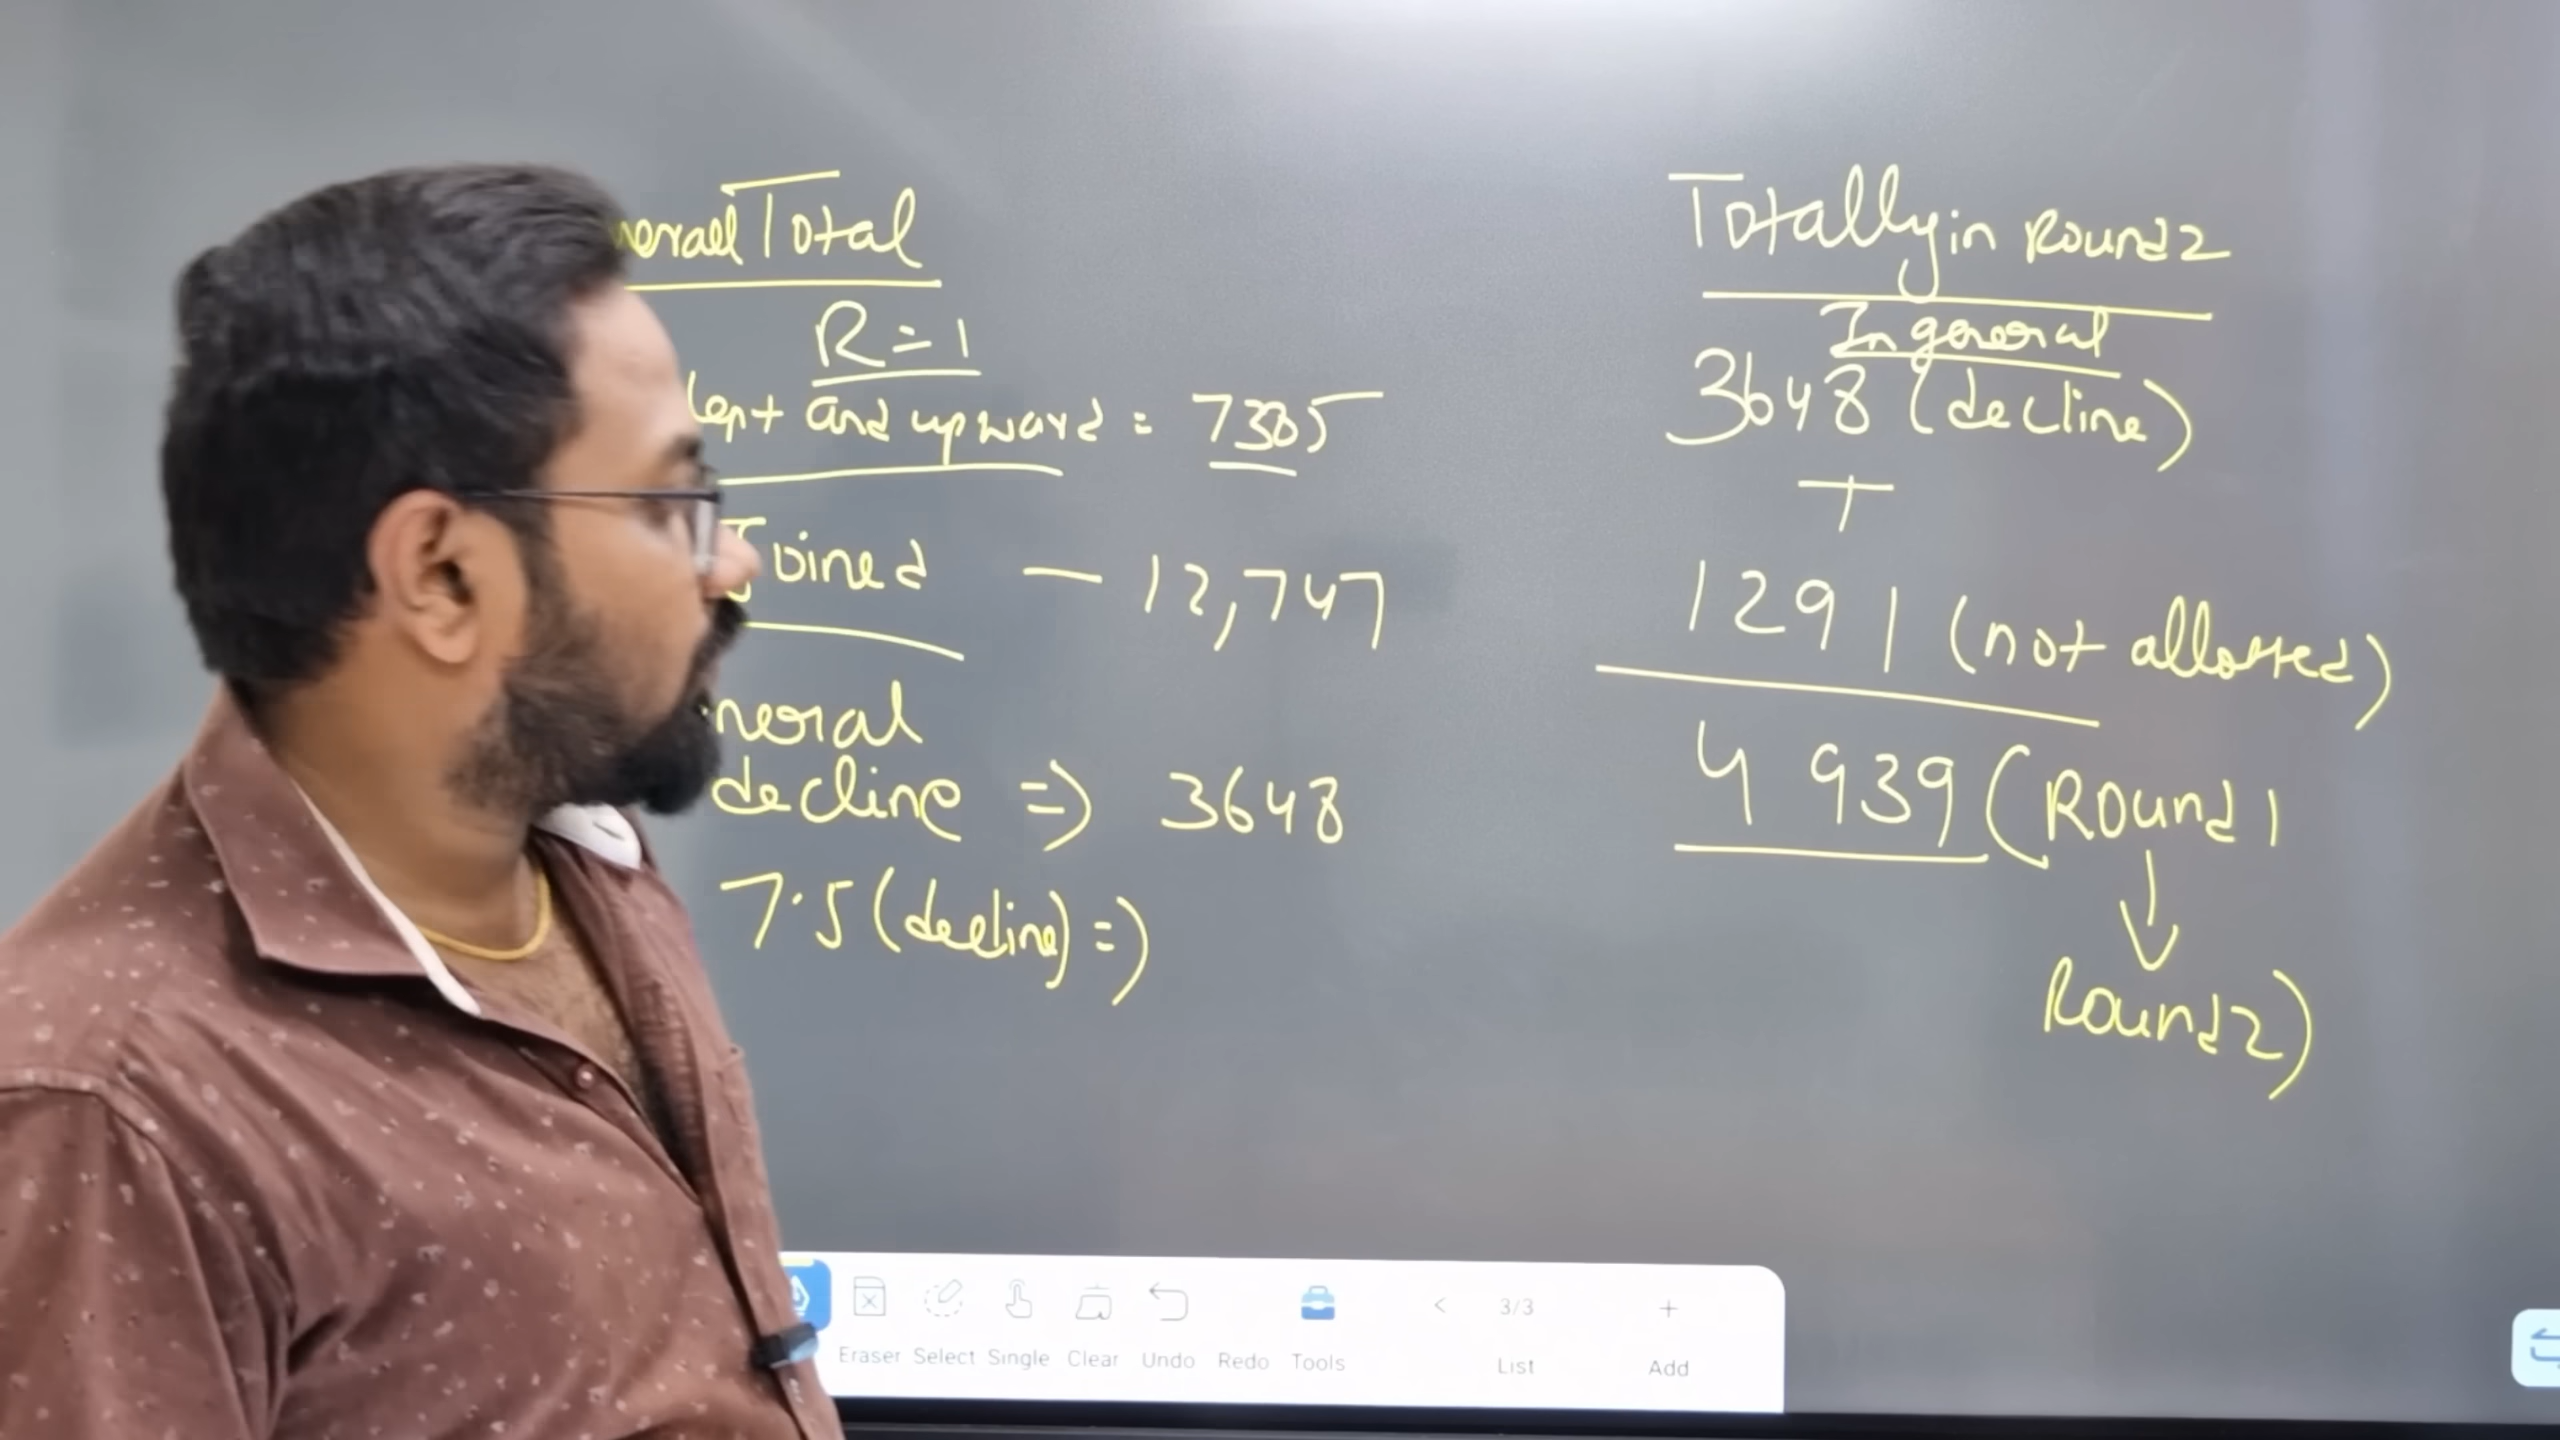 Total
R=1
and upward = 7305
Joined — 12,747
decline => 3648
7.5 (decline) =>
Totally in Round 2
In general
3648 (decline)
+
1291 (not allotted)
4939 (Round 1
↓
Round 2)
Eraser Select Single Clear Undo Redo Tools < 3/3 List + Add